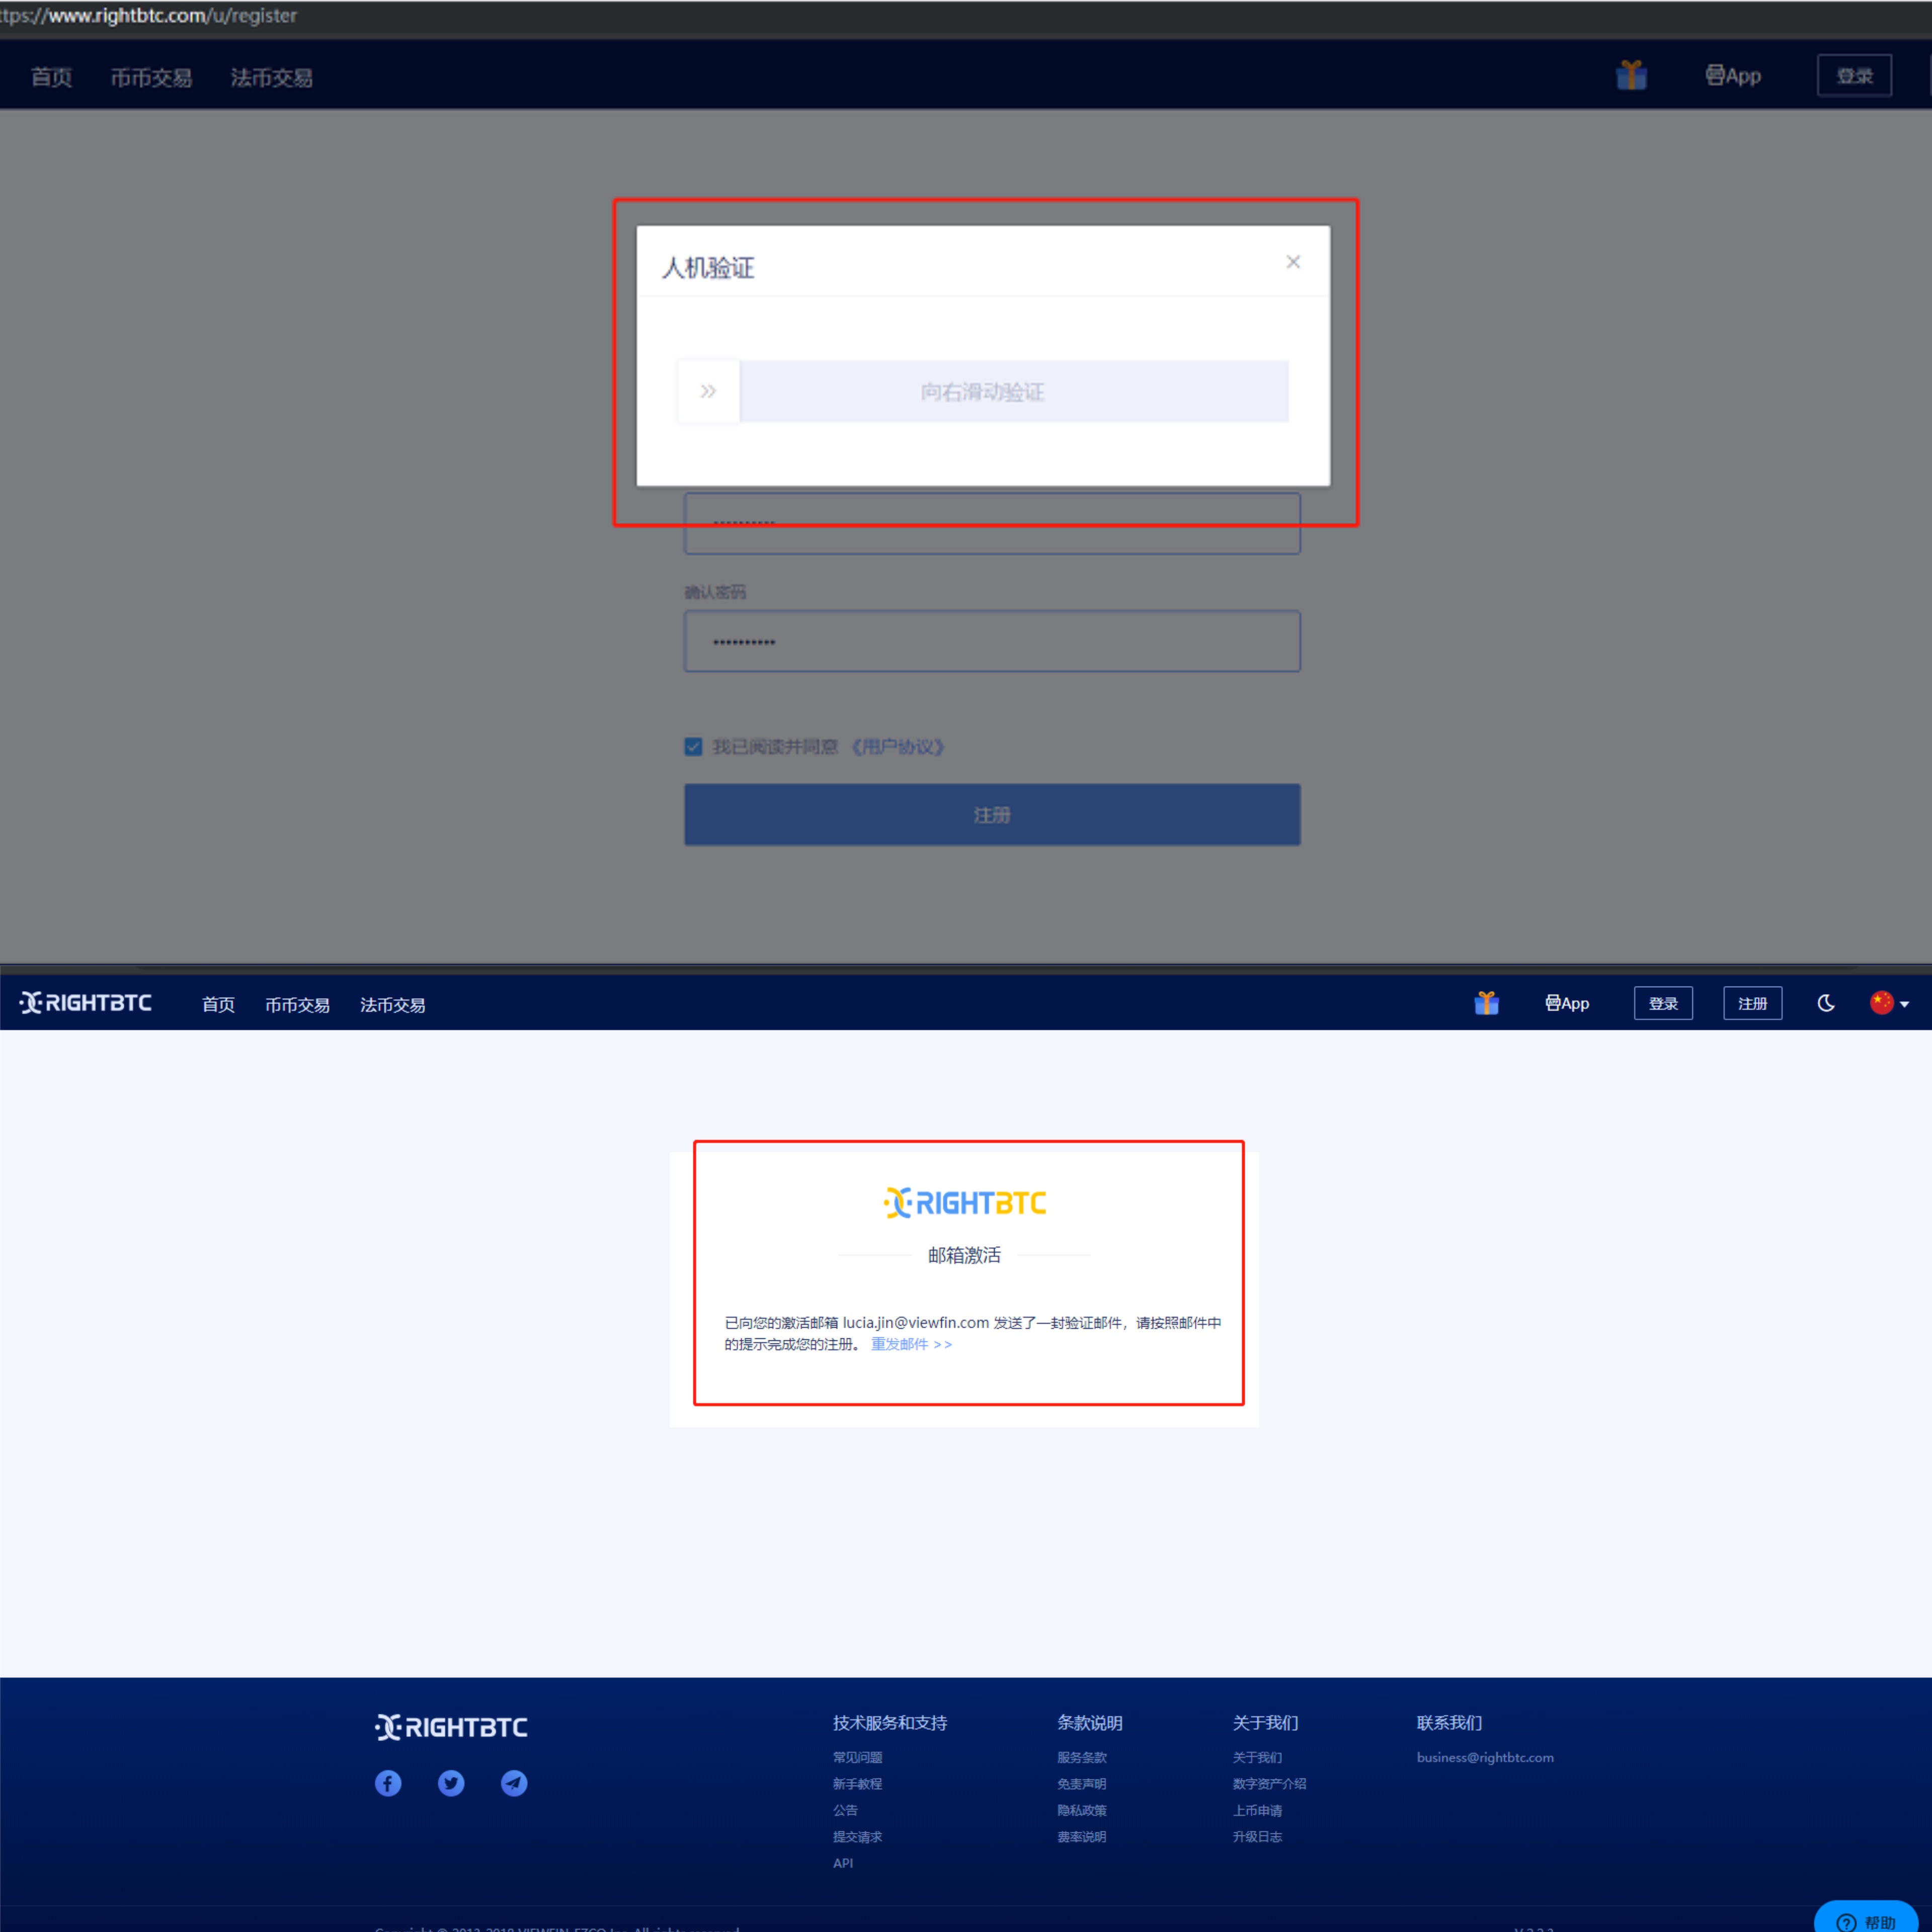 ttps://www.rightbtc.com/u/register
首页 币币交易 法币交易 App 登录
人机验证
向右滑动验证
确认密码
我已阅读并同意 《用户协议》
注册
RIGHTBTC 首页 币币交易 法币交易 App 登录 注册
RIGHTBTC
邮箱激活
已向您的激活邮箱 lucia.jin@viewfin.com 发送了一封验证邮件，请按照邮件中
的提示完成您的注册。 重发邮件 >>
RIGHTBTC
技术服务和支持
常见问题
新手教程
公告
提交请求
API
条款说明
服务条款
免责声明
隐私政策
费率说明
关于我们
关于我们
数字资产介绍
上币申请
升级日志
联系我们
business@rightbtc.com
帮助